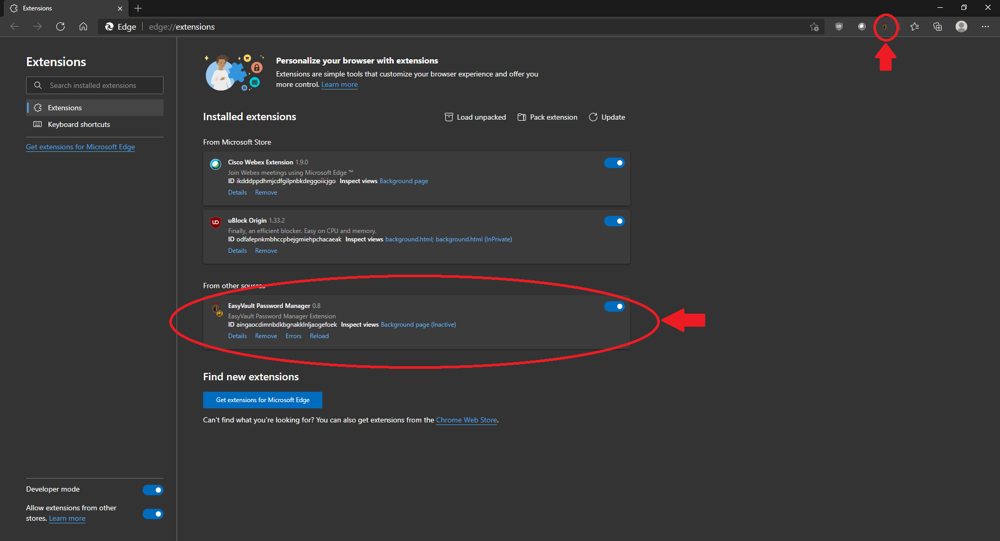 Extensions
Edge
edge://extensions
Extensions
Search installed extensions
Extensions
Keyboard shortcuts
Get extensions for Microsoft Edge
Developer mode
Allow extensions from other
stores. Learn more
Personalize your browser with extensions
Extensions are simple tools that customize your browser experience and offer you
more control. Learn more
Installed extensions
Load unpacked
Pack extension
Update
From Microsoft Store
Cisco Webex Extension 1.9.0
Join Webex meetings using Microsoft Edge ™
ID ikdddppdhmjcdfgilpnbkdeggoiicjgo Inspect views Background page
Details Remove
uBlock Origin 1.33.2
Finally, an efficient blocker. Easy on CPU and memory.
ID odfafepnkmbhccpbejgmiehpchacaeak Inspect views background.html; background.html (InPrivate)
Details Remove
From other sources
EasyVault Password Manager 0.8
EasyVault Password Manager Extension
ID aingaocdimnbdkbgnakklnljaogefoek Inspect views Background page (Inactive)
Details Remove Errors Reload
Find new extensions
Get extensions for Microsoft Edge
Can't find what you're looking for? You can also get extensions from the Chrome Web Store.